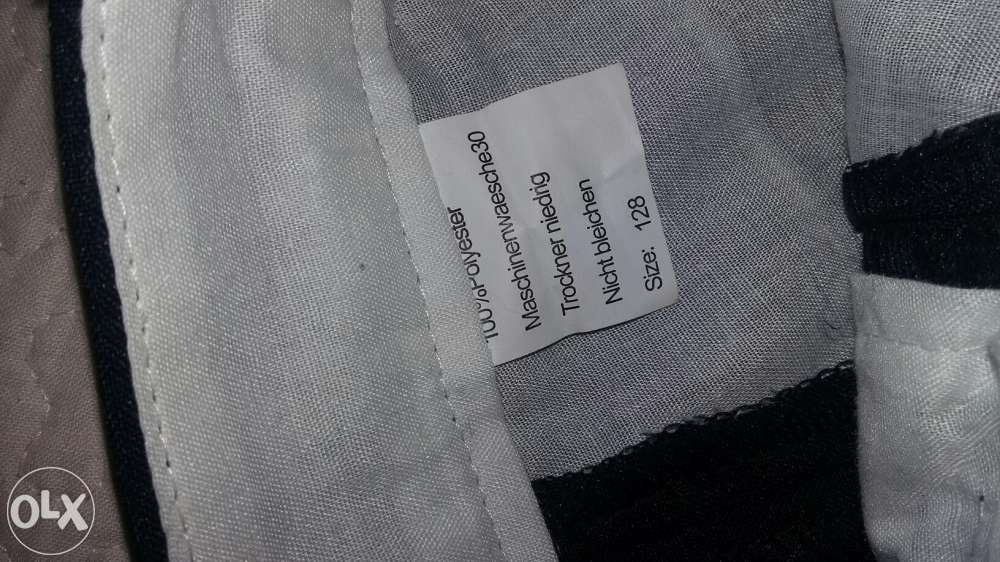 100%Polyester
Maschinenwaesche30
Trockner niedrig
Nicht bleichen
Size: 128
OLX